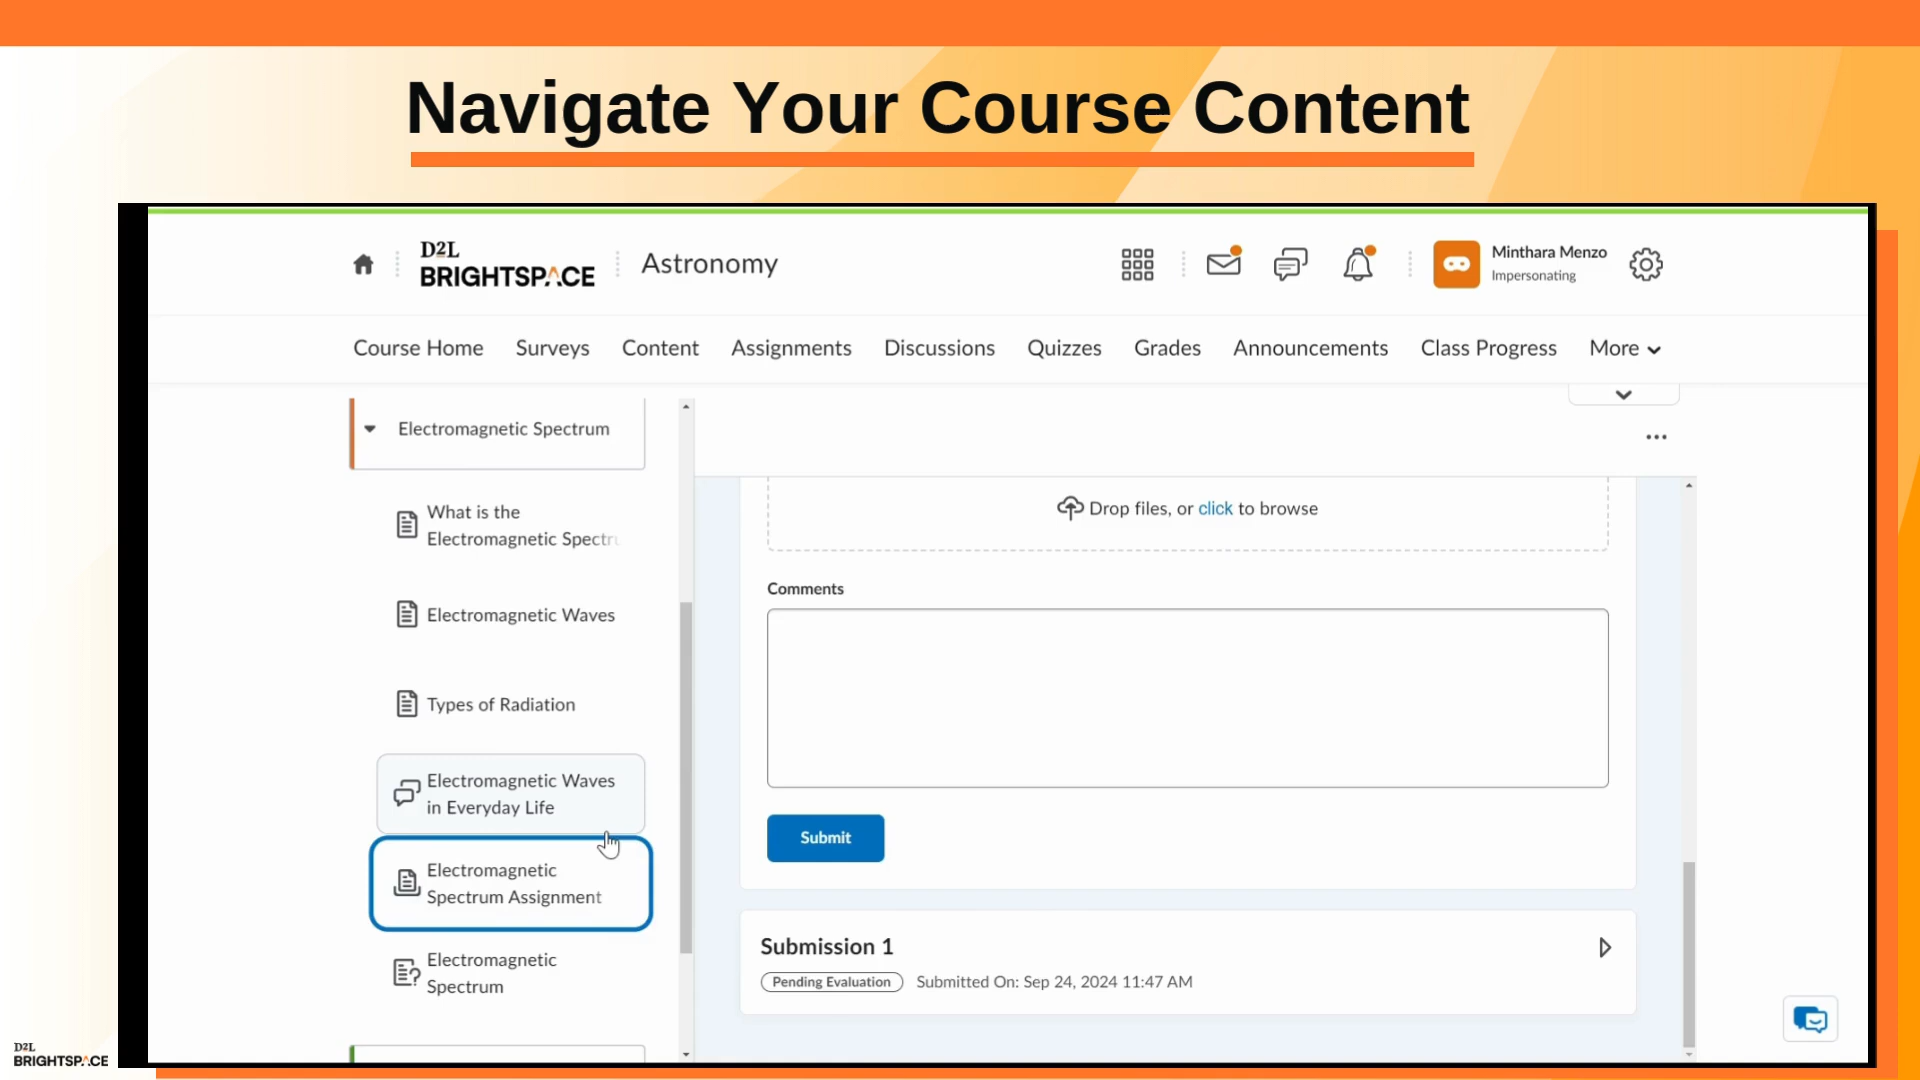 Navigate Your Course Content
D2L
BRIGHTSPACE
Astronomy
Minthara Menzo
Impersonating
Course Home
Surveys
Content
Assignments
Discussions
Quizzes
Grades
Announcements
Class Progress
More
Electromagnetic Spectrum
What is the
Electromagnetic Spectru
Electromagnetic Waves
Types of Radiation
Electromagnetic Waves
in Everyday Life
Electromagnetic
Spectrum Assignment
Electromagnetic
Spectrum
Drop files, or click to browse
Comments
Submit
Submission 1
Pending Evaluation
Submitted On: Sep 24, 2024 11:47 AM
D2L
BRIGHTSPACE